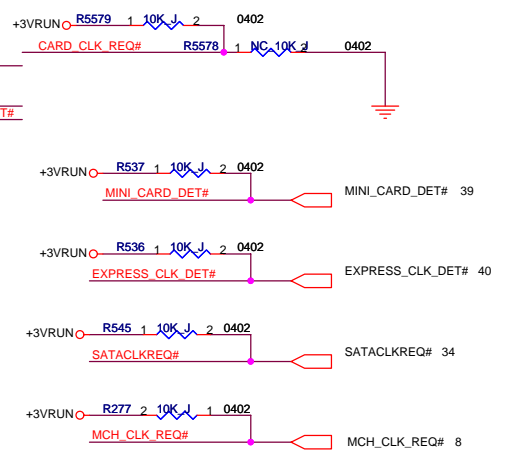 +3VRUN R5579 1 10K_J 2 0402
CARD_CLK_REQ# R5578 1 NC_10K_J 2 0402
T#
+3VRUN R537 1 10K_J 2 0402
MINI_CARD_DET# MINI_CARD_DET# 39
+3VRUN R536 1 10K_J 2 0402
EXPRESS_CLK_DET# EXPRESS_CLK_DET# 40
+3VRUN R545 1 10K_J 2 0402
SATACLKREQ# SATACLKREQ# 34
+3VRUN R277 2 10K_J 1 0402
MCH_CLK_REQ# MCH_CLK_REQ# 8